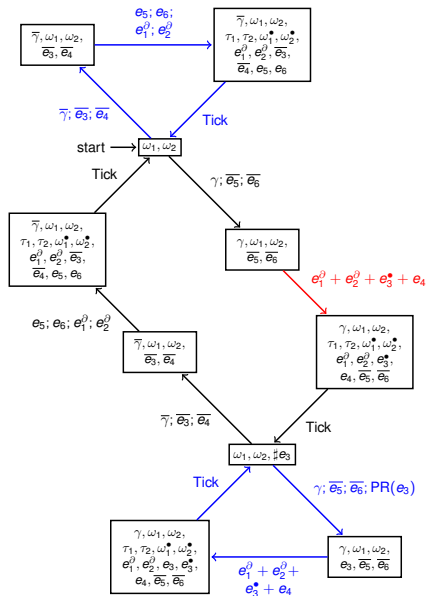 e₅; e₆;
e₁^∂; e₂^∂
γ̅, ω₁, ω₂,
e̅₃, e̅₄
γ̅, ω₁, ω₂,
τ₁, τ₂, ω₁^•, ω₂^•,
e₁^∂, e₂^∂, e̅₃,
e̅₄, e₅, e₆
γ̅; e̅₃; e̅₄
Tick
start
ω₁, ω₂
Tick
γ; e̅₅; e̅₆
γ̅, ω₁, ω₂,
τ₁, τ₂, ω₁^•, ω₂^•,
e₁^∂, e₂^∂, e̅₃,
e̅₄, e₅, e₆
γ, ω₁, ω₂,
e̅₅, e̅₆
e₁^∂ + e₂^∂ + e₃^• + e₄
e₅; e₆; e₁^∂; e₂^∂
γ̅, ω₁, ω₂,
e̅₃, e̅₄
γ, ω₁, ω₂,
τ₁, τ₂, ω₁^•, ω₂^•,
e₁^∂, e₂^∂, e₃^•,
e₄, e̅₅, e̅₆
γ̅; e̅₃; e̅₄
Tick
ω₁, ω₂, ♯e₃
Tick
γ; e̅₅; e̅₆; PR(e₃)
γ, ω₁, ω₂,
τ₁, τ₂, ω₁^•, ω₂^•,
e₁^∂, e₂^∂, e₃, e₃^•,
e₄, e̅₅, e̅₆
γ, ω₁, ω₂,
e₃, e̅₅, e̅₆
e₁^∂ + e₂^∂+
e₃^• + e₄